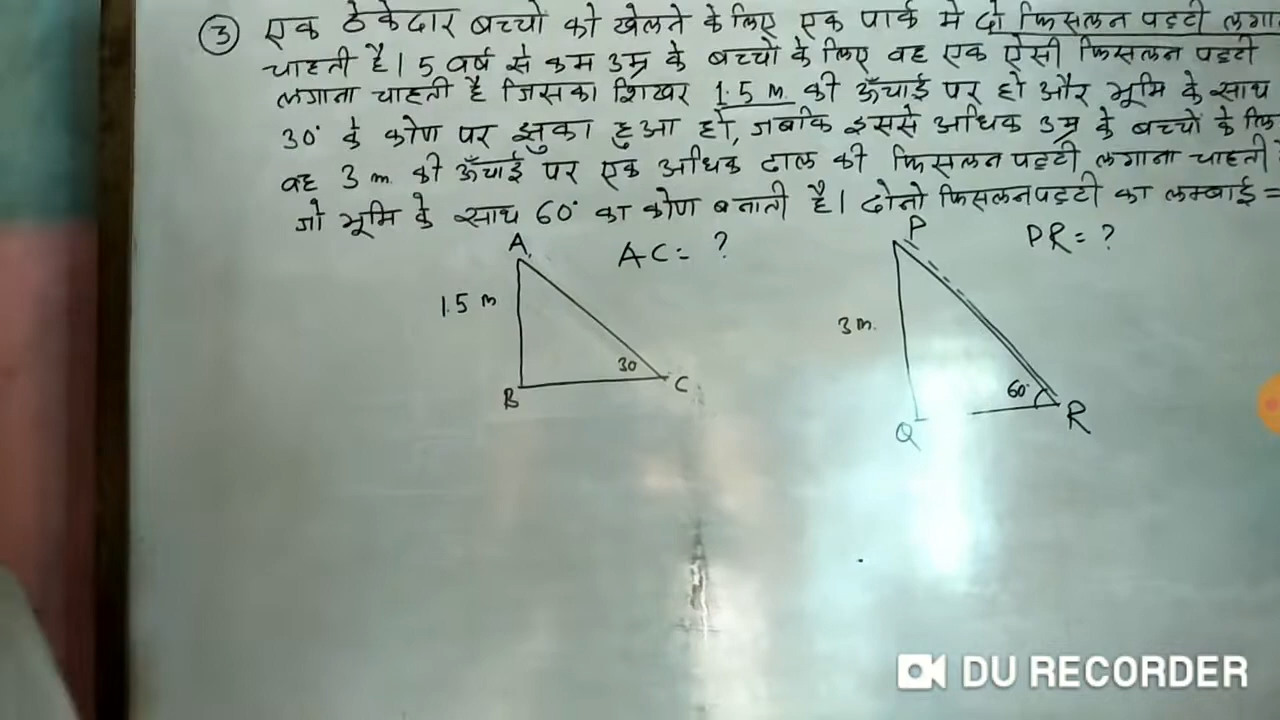 ③ एक ठेकेदार बच्चो को खेलने के लिए एक पार्क मे दो फिसलन पट्टी लगा
चाहती है। 5 वर्ष से कम उम्र के बच्चो के लिए वह एक ऐसी फिसलन पट्टी
लगाना चाहती है जिसका शिखर 1.5 m. की ऊँचाई पर हो और भूमि के साथ
30° के कोण पर झुका हुआ हो, जबकि इससे अधिक उम्र के बच्चो के लि
वह 3 m. की ऊँचाई पर एक अधिक ढाल की फिसलन पट्टी लगाना चाहती
जो भूमि के साथ 60° का कोण बनाती है। दोनो फिसलनपट्टी का लम्बाई =
A AC = ? P PR = ?
1.5 m 3 m.
30 60°
B C Q R
DU RECORDER